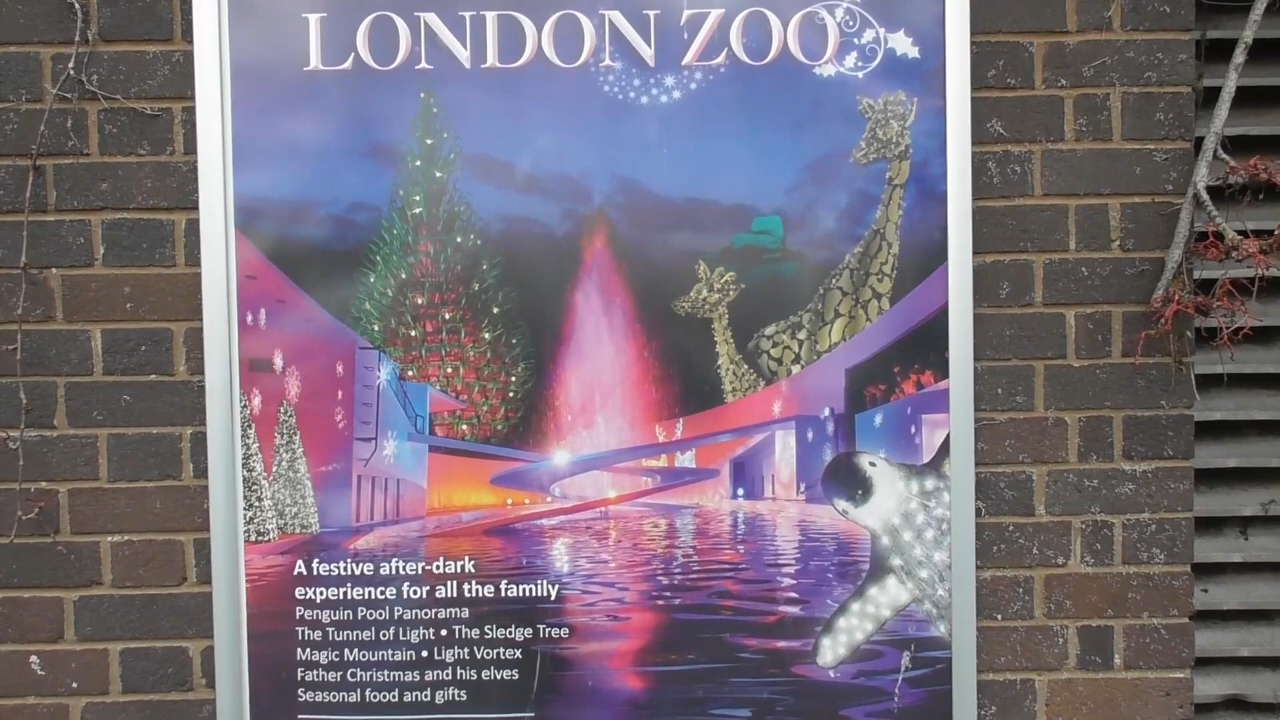 LONDON ZOO
A festive after-dark
experience for all the family
Penguin Pool Panorama
The Tunnel of Light • The Sledge Tree
Magic Mountain • Light Vortex
Father Christmas and his elves
Seasonal food and gifts